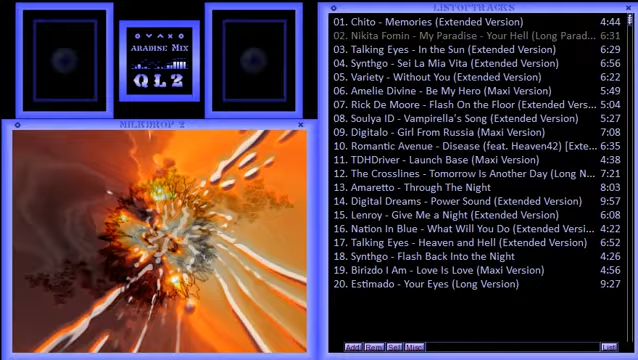 ARADISE MIX
QL2
MILKDROP 2
LIST OF TRACKS
01. Chito - Memories (Extended Version) 4:44
02. Nikita Fomin - My Paradise - Your Hell (Long Parad... 6:31
03. Talking Eyes - In the Sun (Extended Version) 6:29
04. Synthgo - Sei La Mia Vita (Extended Version) 6:56
05. Variety - Without You (Extended Version) 6:22
06. Amelie Divine - Be My Hero (Maxi Version) 5:49
07. Rick De Moore - Flash On the Floor (Extended Vers... 5:04
08. Soulya ID - Vampirella's Song (Extended Version) 5:27
09. Digitalo - Girl From Russia (Maxi Version) 7:08
10. Romantic Avenue - Disease (feat. Heaven42) [Exte... 6:35
11. TDHDriver - Launch Base (Maxi Version) 4:38
12. The Crosslines - Tomorrow Is Another Day (Long N... 7:21
13. Amaretto - Through The Night 8:03
14. Digital Dreams - Power Sound (Extended Version) 9:57
15. Lenroy - Give Me a Night (Extended Version) 6:08
16. Nation In Blue - What Will You Do (Extended Versi... 4:22
17. Talking Eyes - Heaven and Hell (Extended Version) 6:52
18. Synthgo - Flash Back Into the Night 4:26
19. Birizdo I Am - Love Is Love (Maxi Version) 4:56
20. Estimado - Your Eyes (Long Version) 9:27
Add Rem Sel Misc List